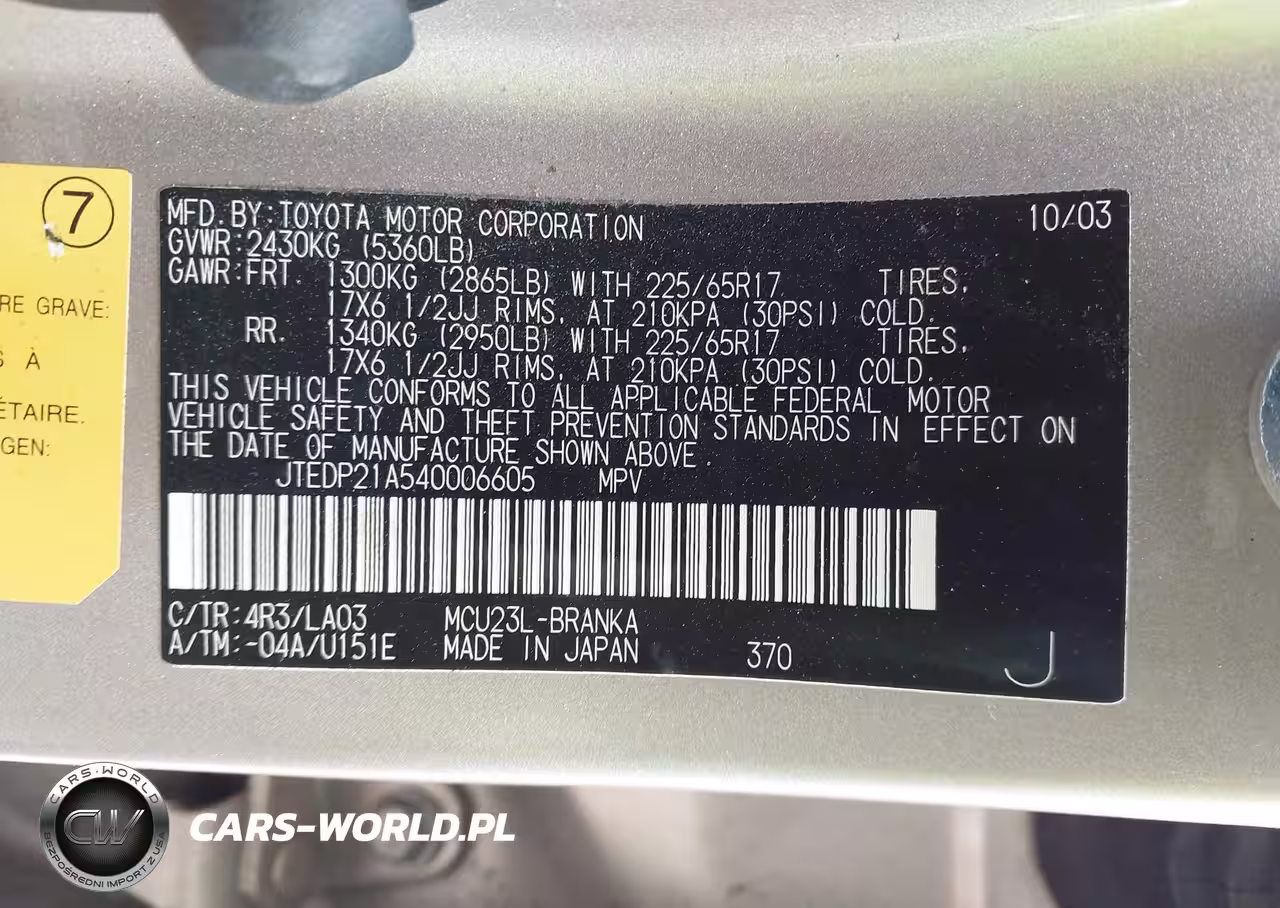 7
RE GRAVE:
S À
ÉTAIRE.
GEN:
MFD. BY: TOYOTA MOTOR CORPORATION 10/03
GVWR: 2430KG (5360LB)
GAWR: FRT. 1300KG (2865LB) WITH 225/65R17 TIRES,
17X6 1/2JJ RIMS, AT 210KPA (30PSI) COLD.
RR. 1340KG (2950LB) WITH 225/65R17 TIRES,
17X6 1/2JJ RIMS, AT 210KPA (30PSI) COLD.
THIS VEHICLE CONFORMS TO ALL APPLICABLE FEDERAL MOTOR
VEHICLE SAFETY AND THEFT PREVENTION STANDARDS IN EFFECT ON
THE DATE OF MANUFACTURE SHOWN ABOVE.
JTEDP21A540006605 MPV
C/TR: 4R3/LA03 MCU23L-BRANKA
A/TM: -04A/U151E MADE IN JAPAN 370 J
CARS-WORLD
CW
BEZPOŚREDNI IMPORT Z USA
CARS-WORLD.PL